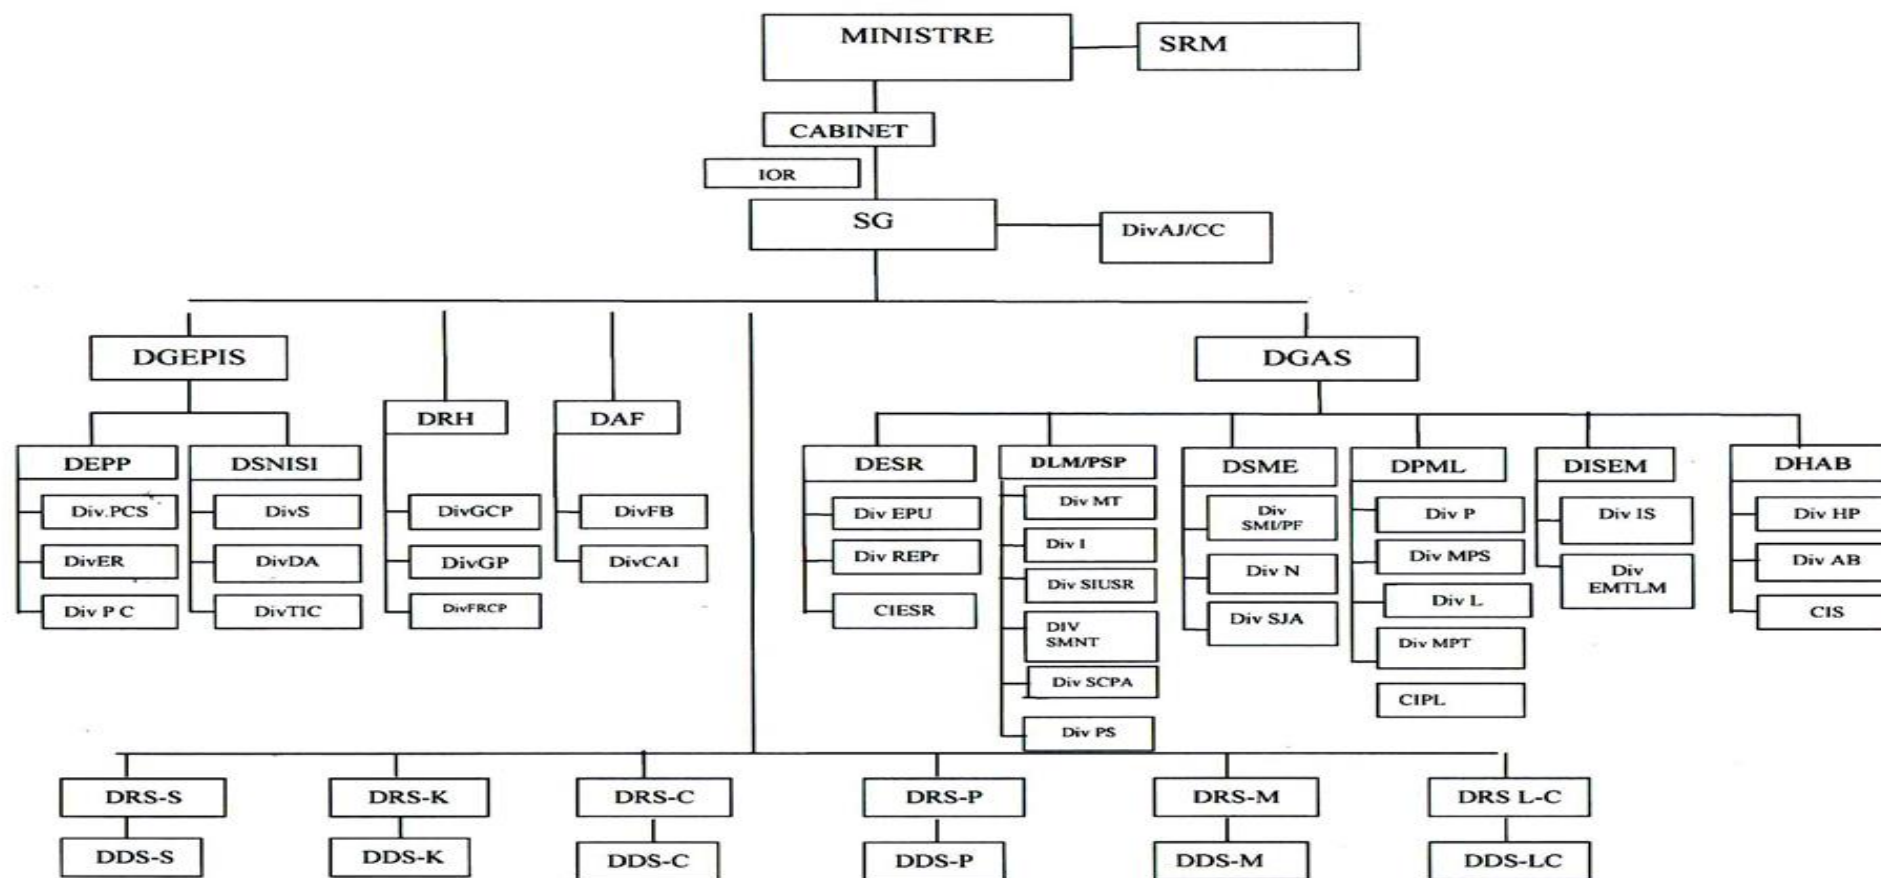 MINISTRE
SRM
CABINET
IOR
SG
DivAJ/CC
DGEPIS
DGAS
DRH
DAF
DEPP
DSNISI
DESR
DLM/PSP
DSME
DPML
DISEM
DHAB
Div.PCS
DivER
Div P C
DivS
DivDA
DivTIC
DivGCP
DivGP
DivFRCP
DivFB
DivCAI
Div EPU
Div REPr
CIESR
Div MT
Div I
Div SIUSR
DIV
SMNT
Div SCPA
Div PS
Div
SMI/PF
Div N
Div SJA
Div P
Div MPS
Div L
Div MPT
CIPL
Div IS
Div
EMTLM
Div HP
Div AB
CIS
DRS-S
DRS-K
DRS-C
DRS-P
DRS-M
DRS L-C
DDS-S
DDS-K
DDS-C
DDS-P
DDS-M
DDS-LC